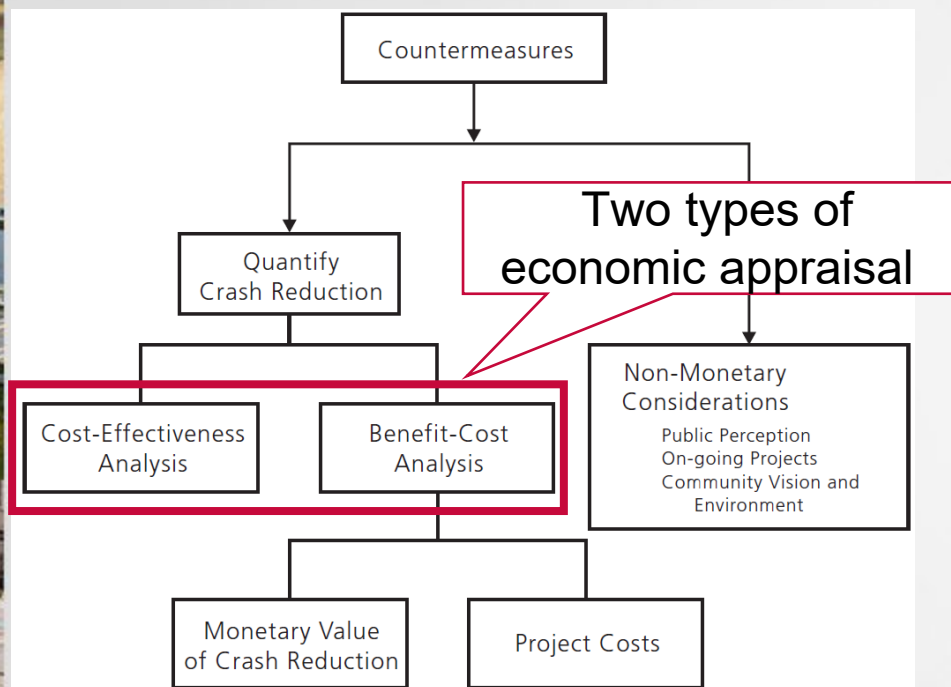 Countermeasures
Two types of
economic appraisal
Quantify
Crash Reduction
Non-Monetary
Considerations
Public Perception
On-going Projects
Community Vision and
Environment
Cost-Effectiveness
Analysis
Benefit-Cost
Analysis
Monetary Value
of Crash Reduction
Project Costs